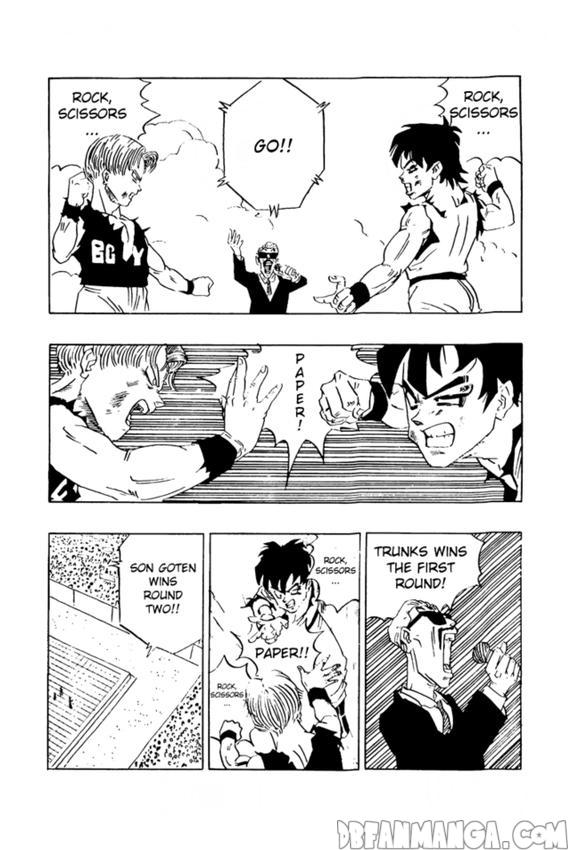 ROCK,
SCISSORS
...
GO!!
ROCK,
SCISSORS
...
PAPER!
TRUNKS WINS
THE FIRST
ROUND!
ROCK,
SCISSORS
...
PAPER!!
ROCK,
SCISSORS
...
SON GOTEN
WINS
ROUND
TWO!!
DBFANMANGA.COM